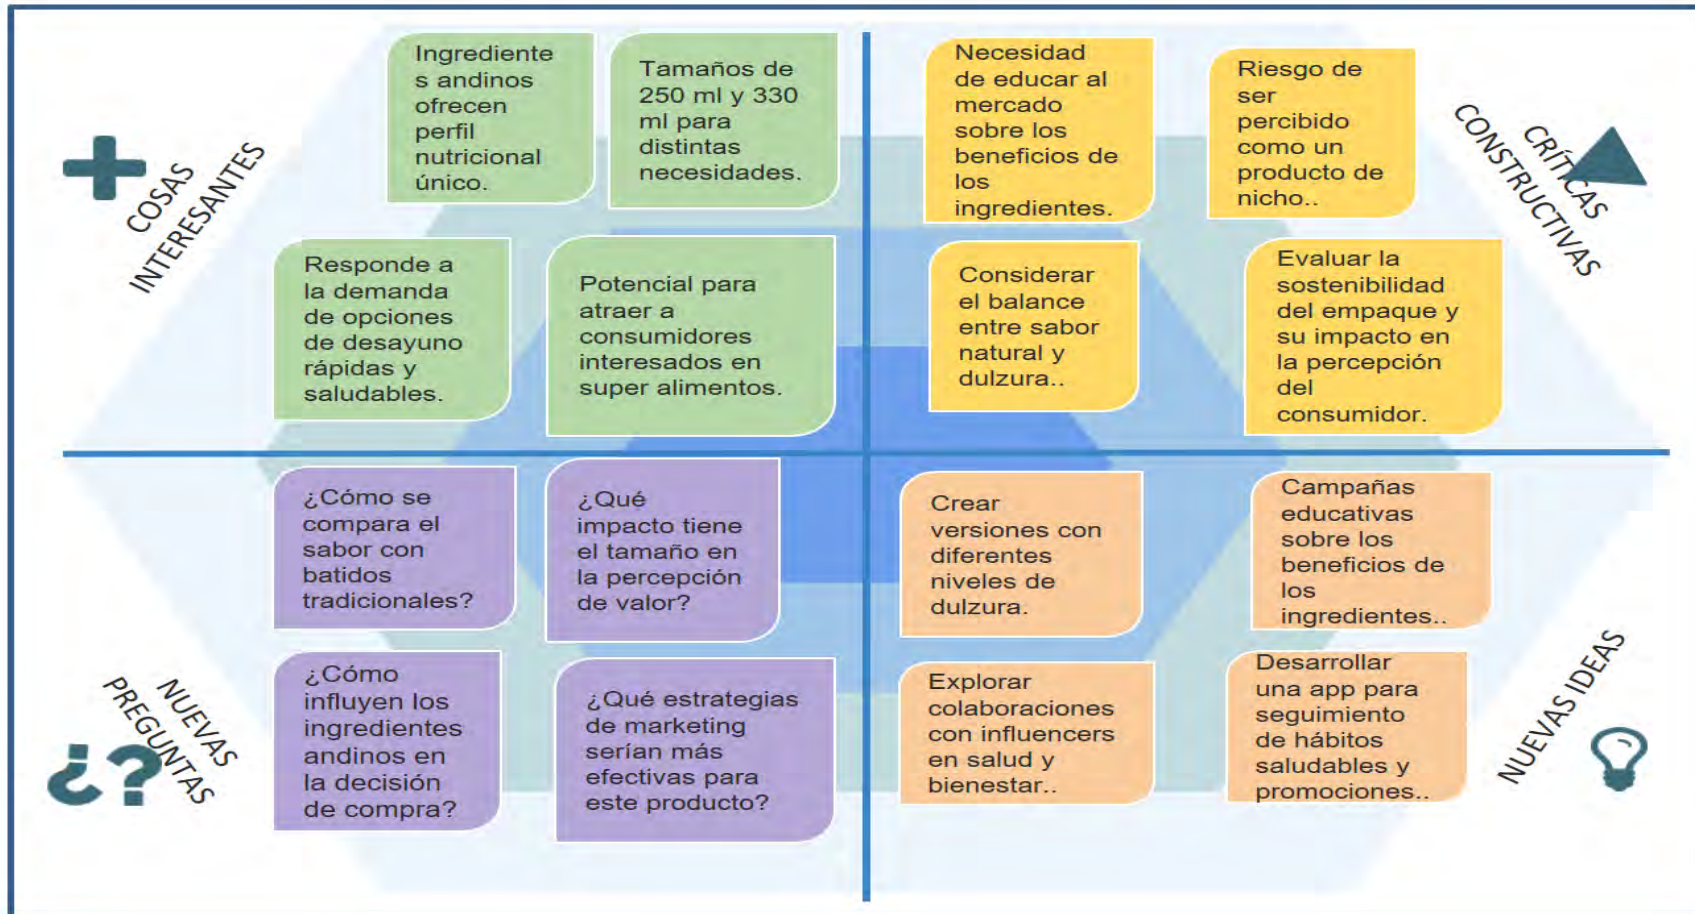 COSAS
INTERESANTES
Ingrediente
s andinos
ofrecen
perfil
nutricional
único.
Tamaños de
250 ml y 330
ml para
distintas
necesidades.
Responde a
la demanda
de opciones
de desayuno
rápidas y
saludables.
Potencial para
atraer a
consumidores
interesados en
super alimentos.
CRÍTICAS
CONSTRUCTIVAS
Necesidad
de educar al
mercado
sobre los
beneficios de
los
ingredientes.
Riesgo de
ser
percibido
como un
producto de
nicho..
Considerar
el balance
entre sabor
natural y
dulzura..
Evaluar la
sostenibilidad
del empaque y
su impacto en
la percepción
del
consumidor.
NUEVAS
PREGUNTAS
¿?
¿Cómo se
compara el
sabor con
batidos
tradicionales?
¿Qué
impacto tiene
el tamaño en
la percepción
de valor?
¿Cómo
influyen los
ingredientes
andinos en
la decisión
de compra?
¿Qué estrategias
de marketing
serían más
efectivas para
este producto?
NUEVAS IDEAS
Crear
versiones con
diferentes
niveles de
dulzura.
Campañas
educativas
sobre los
beneficios de
los
ingredientes..
Explorar
colaboraciones
con influencers
en salud y
bienestar..
Desarrollar
una app para
seguimiento
de hábitos
saludables y
promociones..